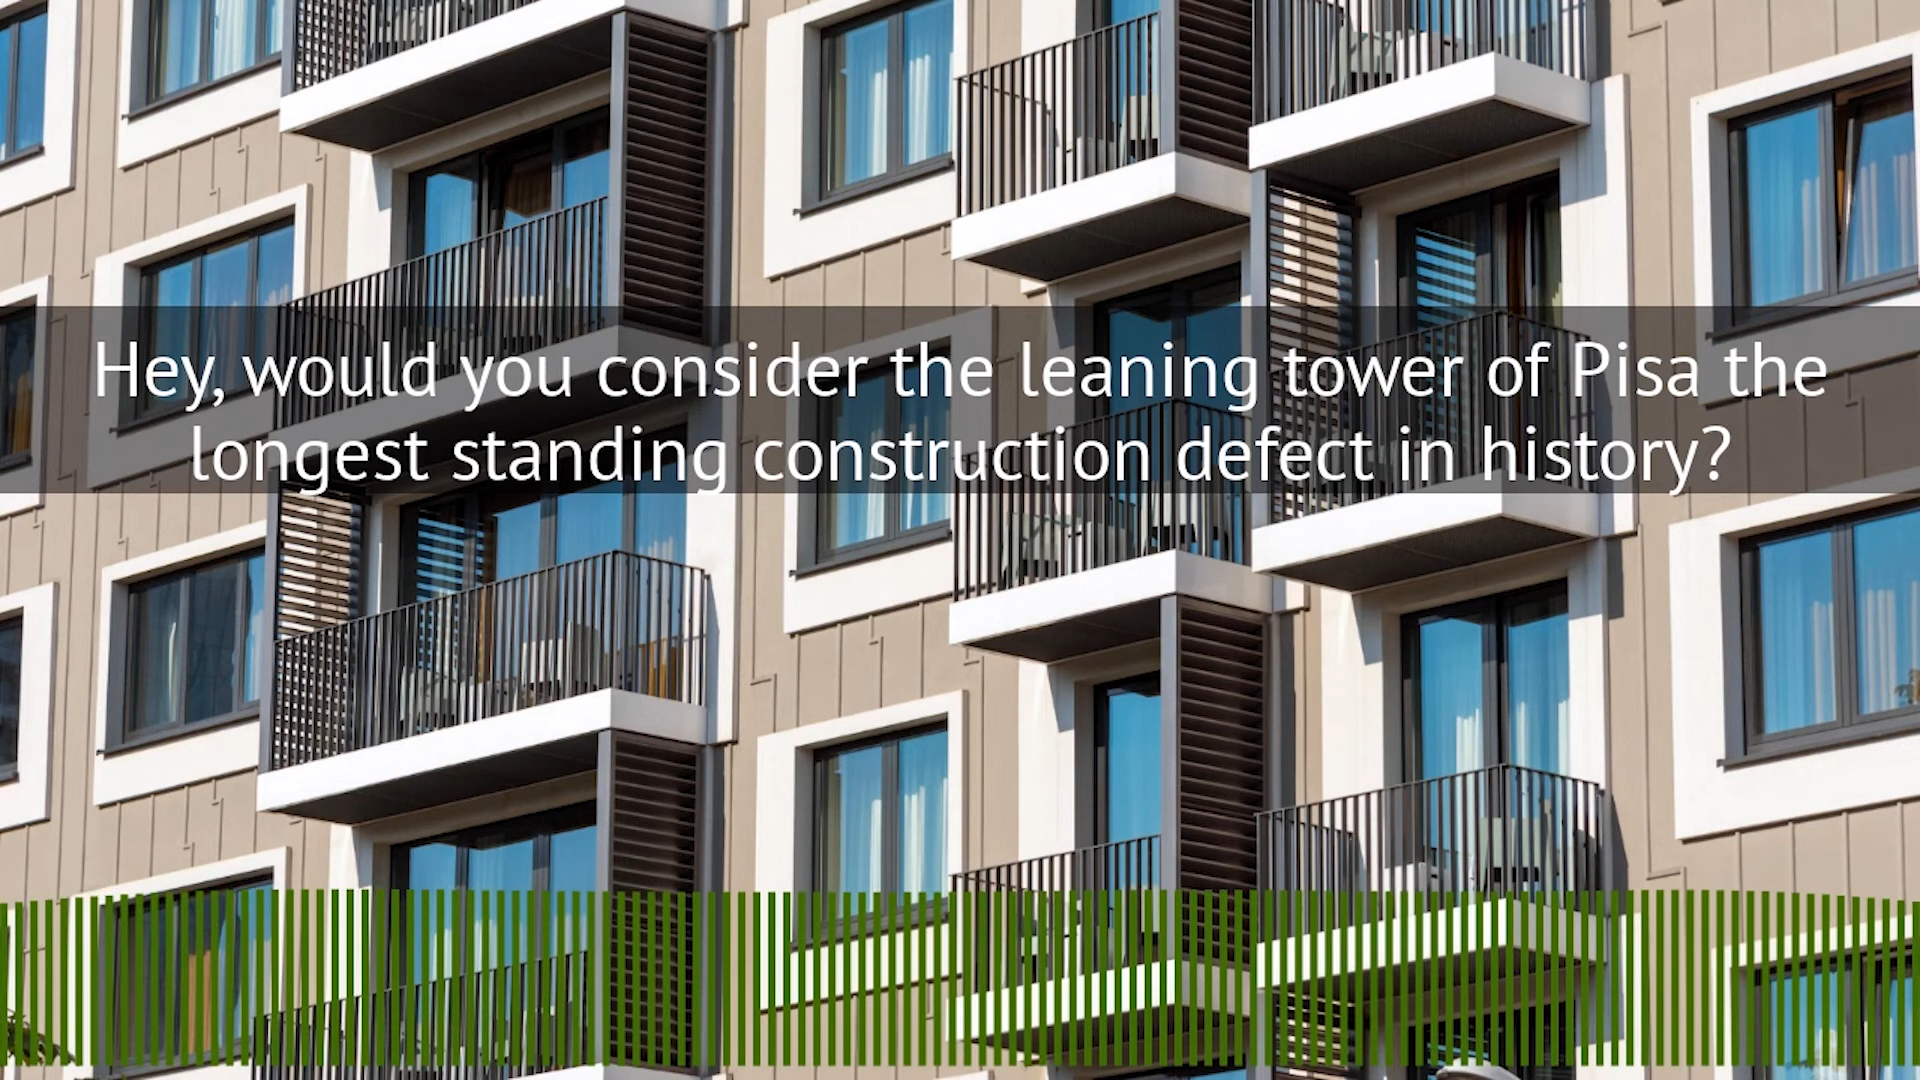 Hey, would you consider the leaning tower of Pisa the
longest standing construction defect in history?